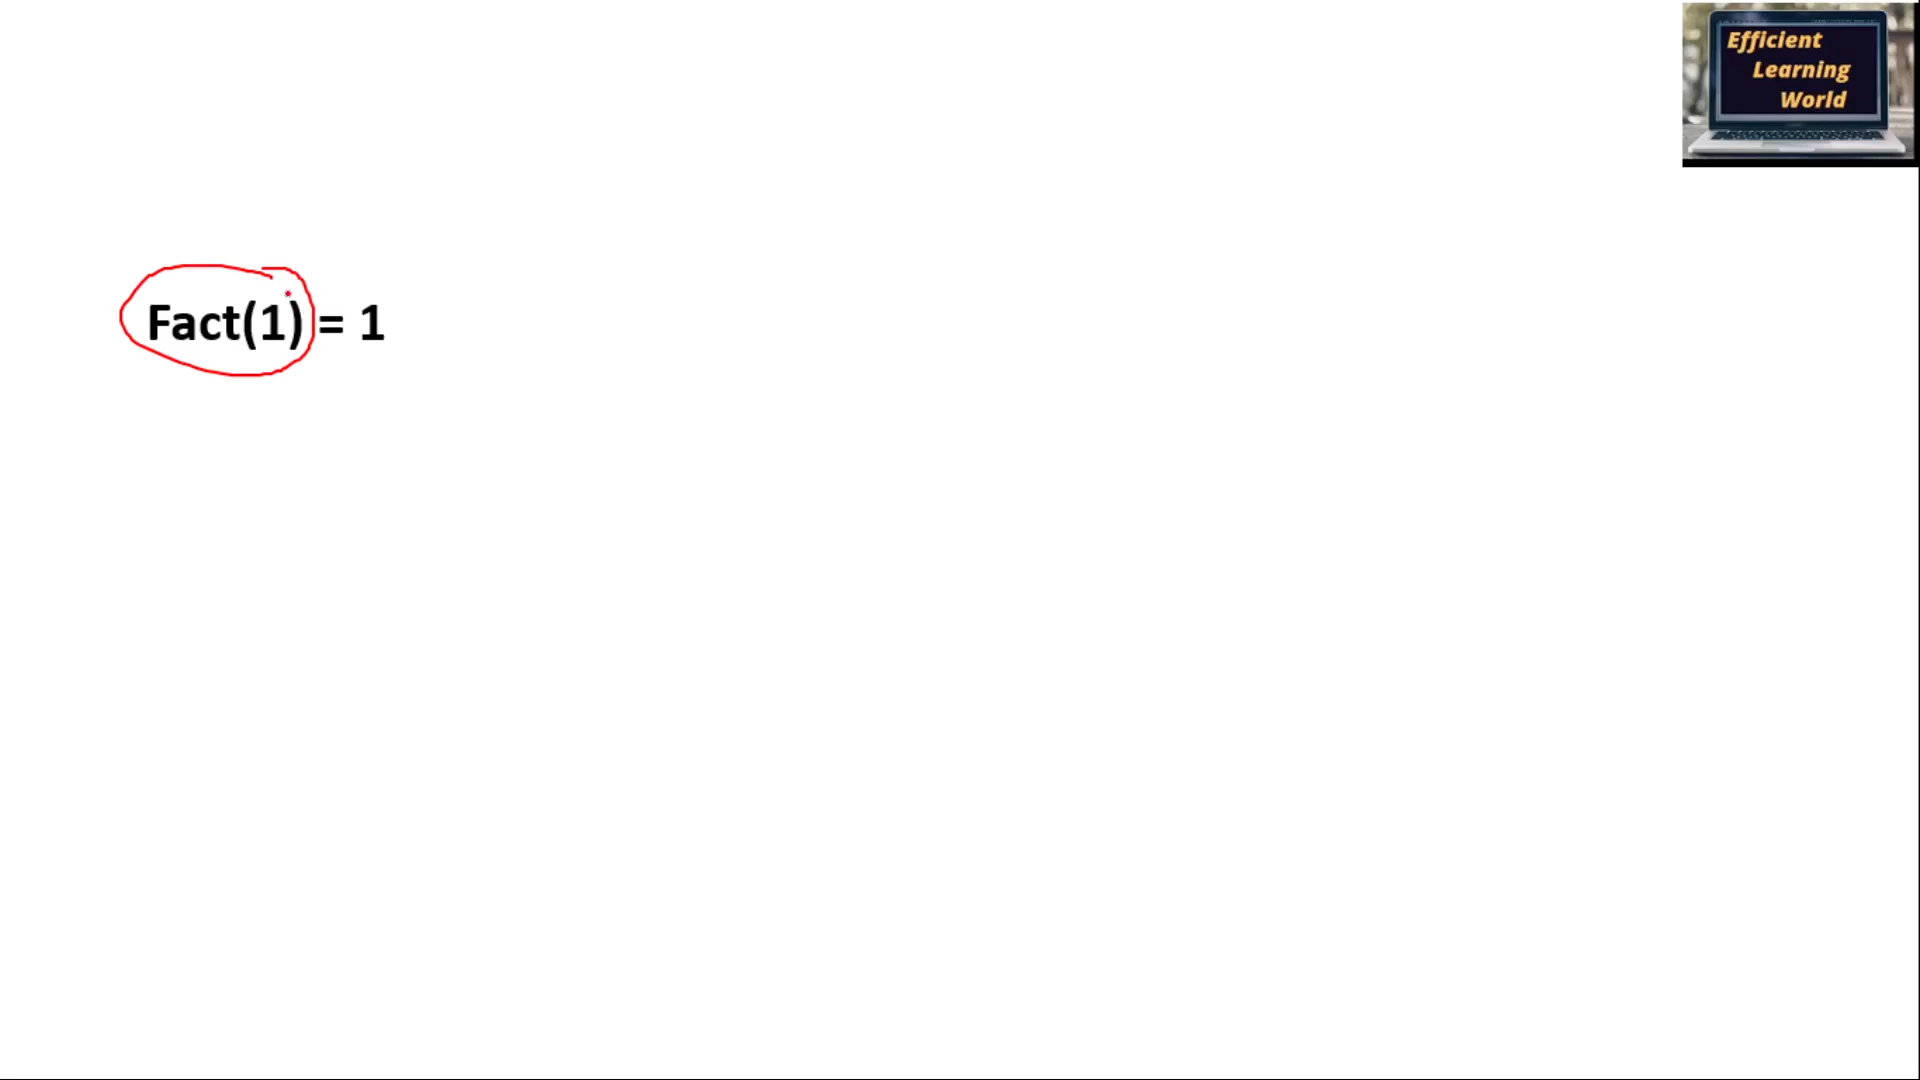 Efficient
Learning
World
Fact(1) = 1